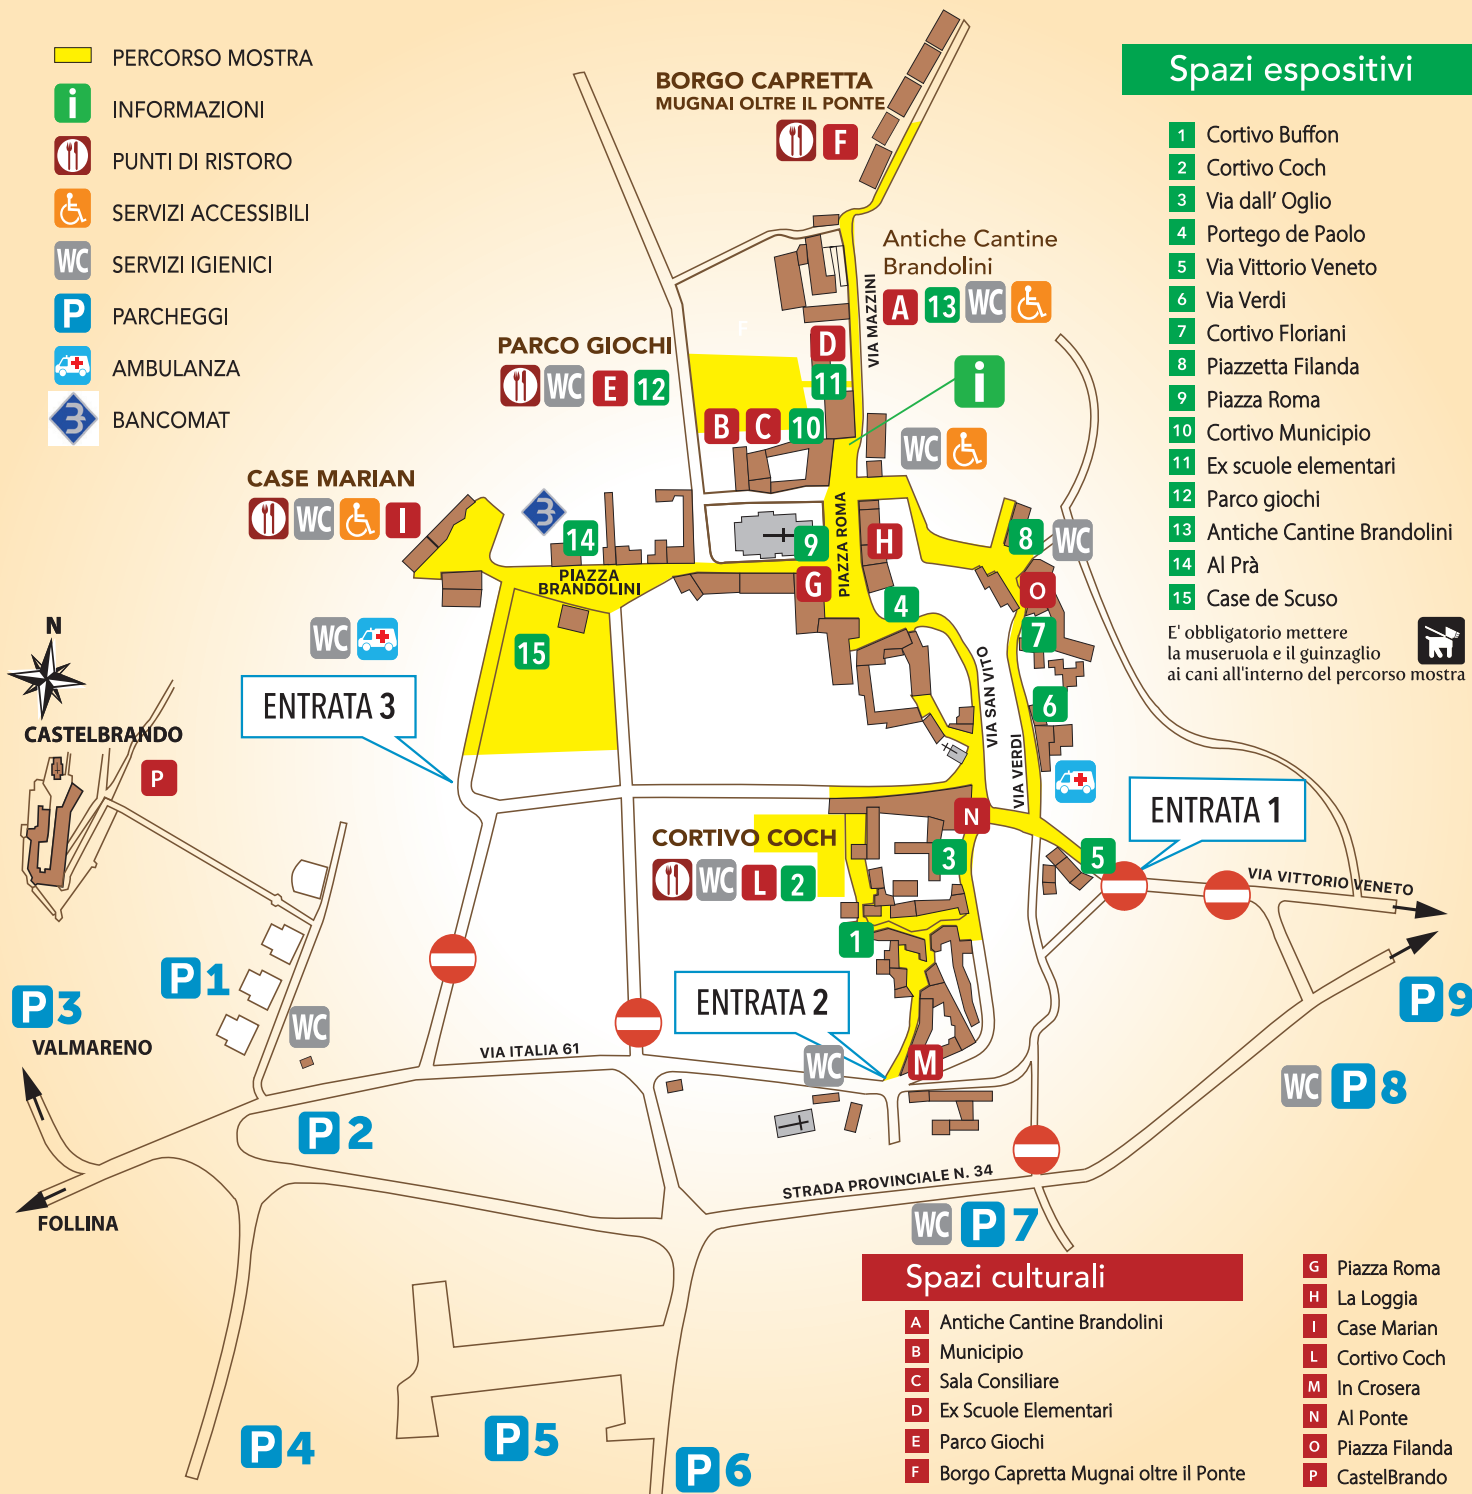 PERCORSO MOSTRA
INFORMAZIONI
PUNTI DI RISTORO
SERVIZI ACCESSIBILI
WC SERVIZI IGIENICI
P PARCHEGGI
AMBULANZA
3 BANCOMAT
BORGO CAPRETTA
MUGNAI OLTRE IL PONTE
F
Spazi espositivi
1 Cortivo Buffon
2 Cortivo Coch
3 Via dall' Oglio
4 Portego de Paolo
5 Via Vittorio Veneto
6 Via Verdi
7 Cortivo Floriani
8 Piazzetta Filanda
9 Piazza Roma
10 Cortivo Municipio
11 Ex scuole elementari
12 Parco giochi
13 Antiche Cantine Brandolini
14 Al Prà
15 Case de Scuso
E' obbligatorio mettere
la museruola e il guinzaglio
ai cani all'interno del percorso mostra
Antiche Cantine
Brandolini
A 13 WC
VIA MAZZINI
F
D
11
i
PARCO GIOCHI
WC E 12
B C 10
WC
CASE MARIAN
WC I
3
14
PIAZZA
BRANDOLINI
9
G
PIAZZA ROMA
H
4
8 WC
O
7
6
WC
15
ENTRATA 3
N
CASTELBRANDO
P
VIA SAN VITO
VIA VERDI
ENTRATA 1
N
5
3
VIA VITTORIO VENETO
CORTIVO COCH
WC L 2
1
ENTRATA 2
WC
M
P1
P3
VALMARENO
WC
VIA ITALIA 61
P2
FOLLINA
P9
WC P8
STRADA PROVINCIALE N. 34
WC P7
P4
P5
P6
Spazi culturali
A Antiche Cantine Brandolini
B Municipio
C Sala Consiliare
D Ex Scuole Elementari
E Parco Giochi
F Borgo Capretta Mugnai oltre il Ponte
G Piazza Roma
H La Loggia
I Case Marian
L Cortivo Coch
M In Crosera
N Al Ponte
O Piazza Filanda
P CastelBrando